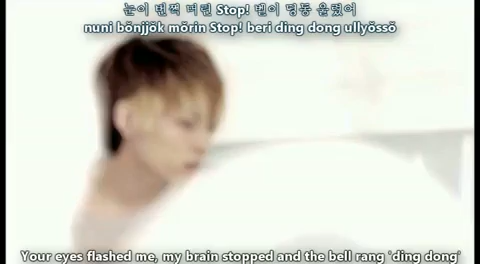 눈이 번쩍 머린 Stop! 벨이 딩동 울렸어
nuni bŏnjjŏk mŏrin Stop! beri ding dong ullyŏssŏ
Your eyes flashed me, my brain stopped and the bell rang 'ding dong'